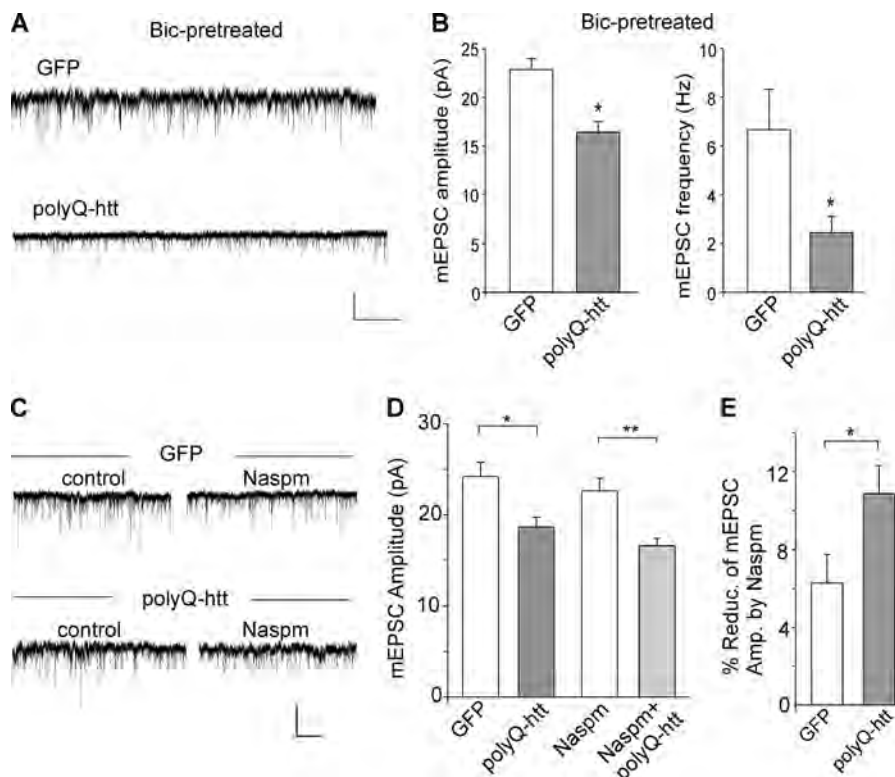 A
Bic-pretreated
GFP
polyQ-htt
B
Bic-pretreated
mEPSC amplitude (pA)
25
20
15
10
5
0
*
GFP
polyQ-htt
mEPSC frequency (Hz)
10
8
6
4
2
0
*
GFP
polyQ-htt
C
GFP
control
Naspm
polyQ-htt
control
Naspm
D
mEPSC Amplitude (pA)
30
20
10
0
*
**
GFP
polyQ-htt
Naspm
Naspm+
polyQ-htt
E
% Reduc. of mEPSC
Amp. by Naspm
12
8
4
*
GFP
polyQ-htt